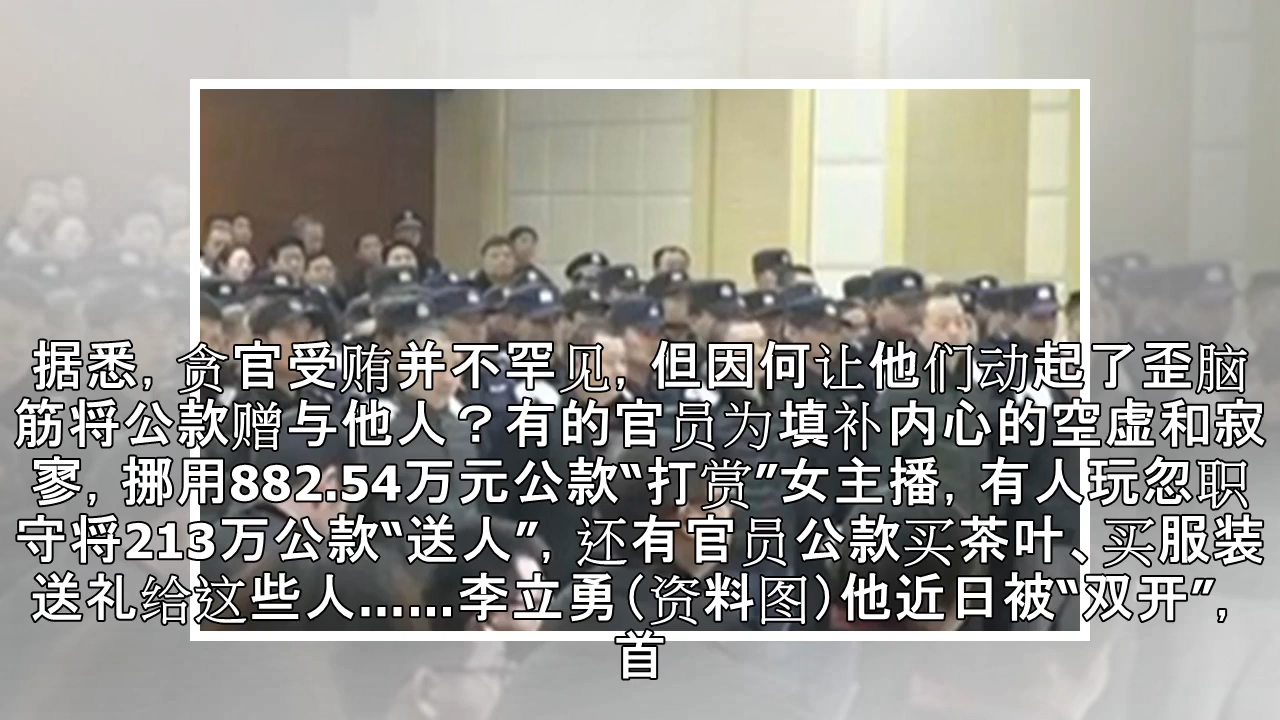 据悉,贪官受贿并不罕见,但因何让他们动起了歪脑
筋将公款赠与他人？有的官员为填补内心的空虚和寂
寥,挪用882.54万元公款“打赏”女主播,有人玩忽职
守将213万公款“送人”,还有官员公款买茶叶、买服装
送礼给这些人......李立勇(资料图)他近日被“双开”,
首